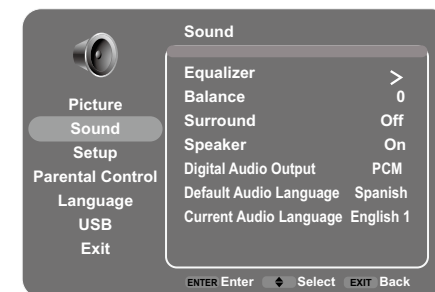 Sound
Equalizer >
Balance 0
Surround Off
Speaker On
Digital Audio Output PCM
Default Audio Language Spanish
Current Audio Language English 1
Picture
Sound
Setup
Parental Control
Language
USB
Exit
ENTER Enter Select EXIT Back